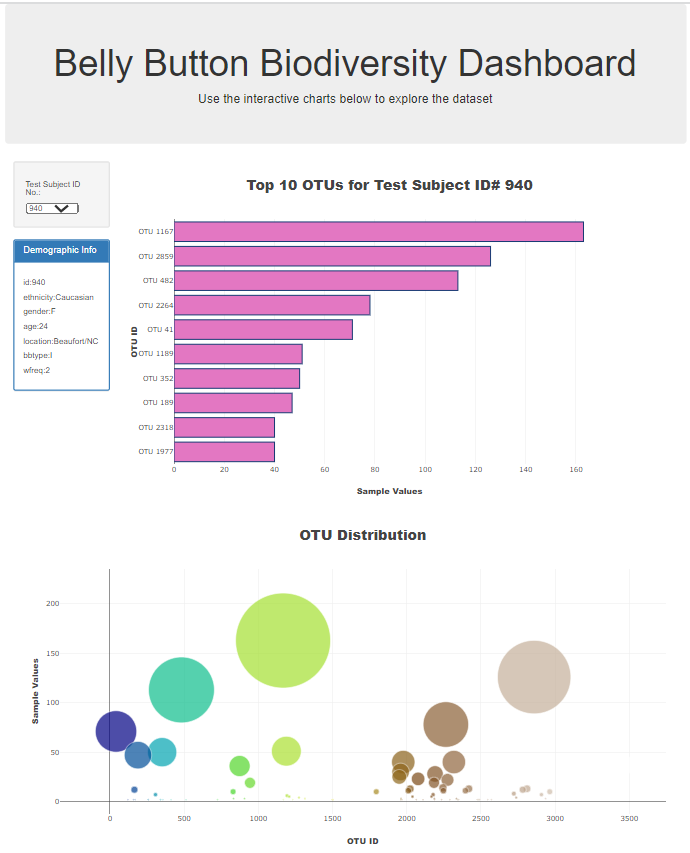 Belly Button Biodiversity Dashboard
Use the interactive charts below to explore the dataset
Test Subject ID
No.:
940
Demographic Info
id:940
ethnicity:Caucasian
gender:F
age:24
location:Beaufort/NC
bbtype:I
wfreq:2
Top 10 OTUs for Test Subject ID# 940
OTU ID
OTU 1167
OTU 2859
OTU 482
OTU 2264
OTU 41
OTU 1189
OTU 352
OTU 189
OTU 2318
OTU 1977
0 20 40 60 80 100 120 140 160
Sample Values
OTU Distribution
Sample Values
200
150
100
50
0
0 500 1000 1500 2000 2500 3000 3500
OTU ID